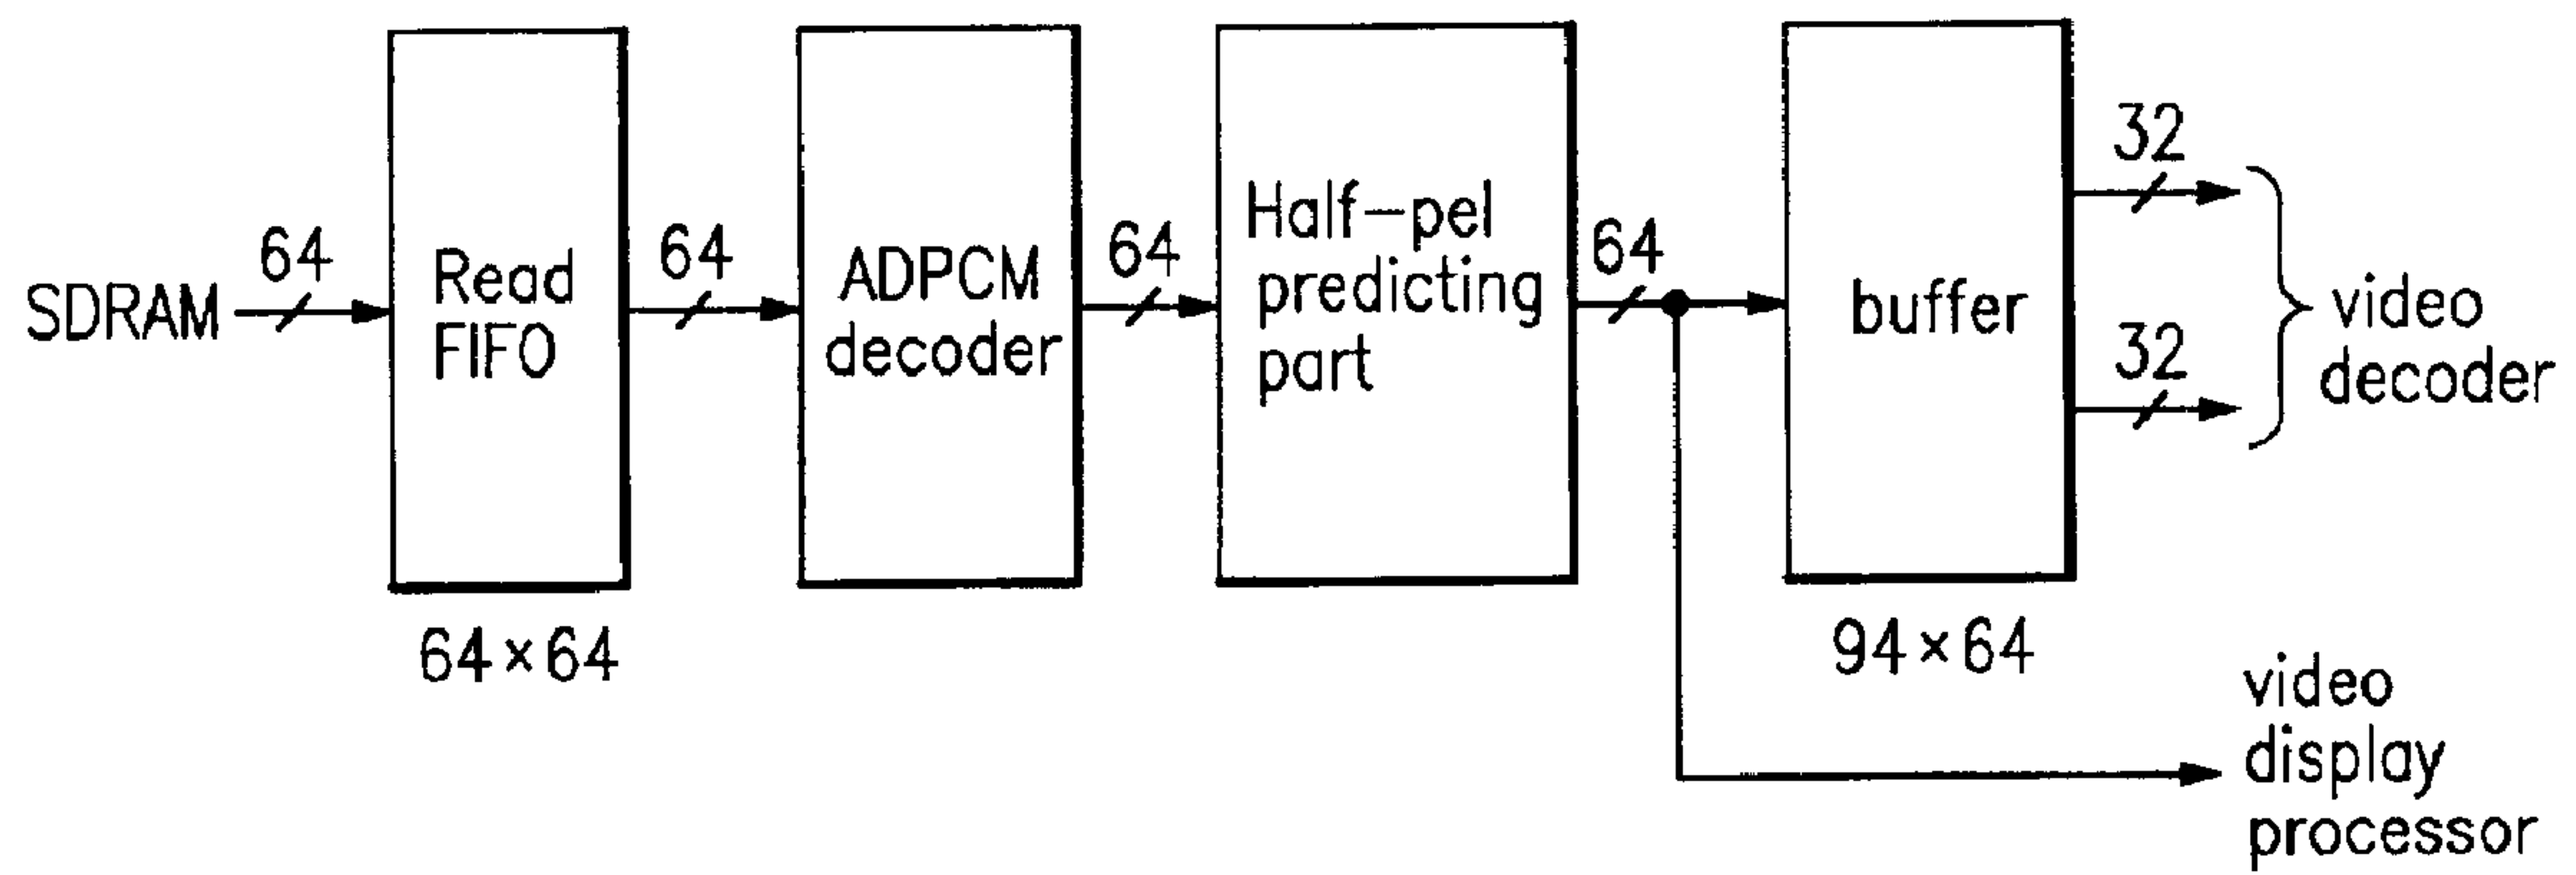 SDRAM
64
Read
FIFO
64×64
64
ADPCM
decoder
64
Half-pel
predicting
part
64
buffer
94×64
32
32
video
decoder
video
display
processor